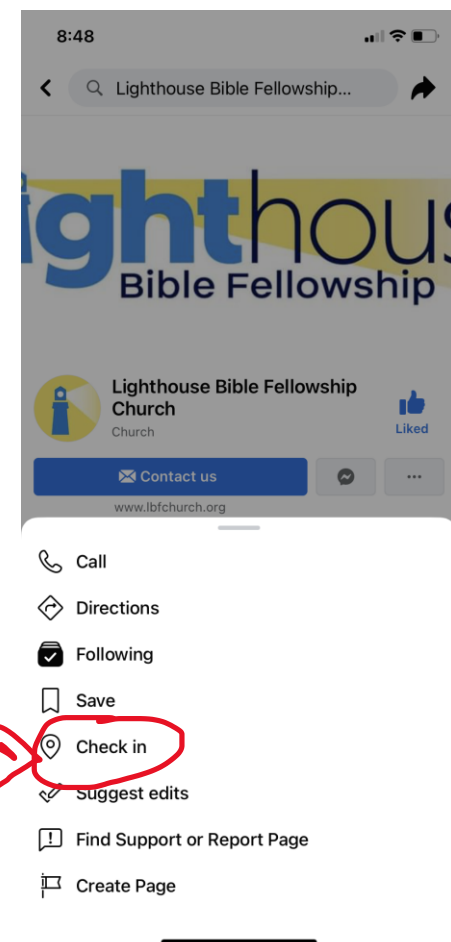 8:48
Lighthouse Bible Fellowship...
ighthous
Bible Fellowship
Lighthouse Bible Fellowship
Church
Church
Liked
Contact us
...
www.lbfchurch.org
Call
Directions
Following
Save
Check in
Suggest edits
Find Support or Report Page
Create Page